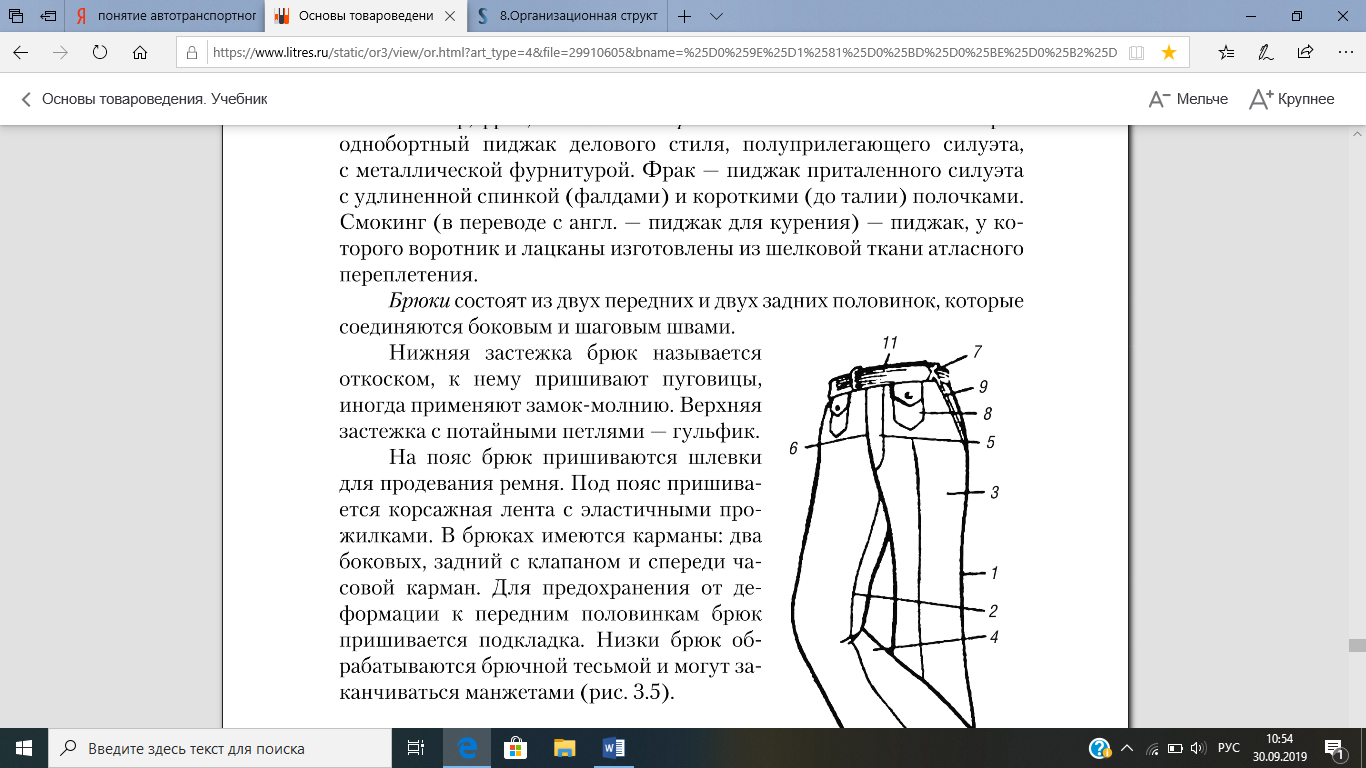 понятие автотранспортног
Основы товароведени
8.Организационная структ
https://www.litres.ru/static/or3/view/or.html?art_type=4&file=29910605&bname=%25D0%259E%25D1%2581%25D0%25BD%25D0%25BE%25D0%25B2%25D
Основы товароведения. Учебник
Мельче
Крупнее
однобортный пиджак делового стиля, полуприлегающего силуэта,
с металлической фурнитурой. Фрак — пиджак приталенного силуэта
с удлиненной спинкой (фалдами) и короткими (до талии) полочками.
Смокинг (в переводе с англ. — пиджак для курения) — пиджак, у ко-
торого воротник и лацканы изготовлены из шелковой ткани атласного
переплетения.
Брюки состоят из двух передних и двух задних половинок, которые
соединяются боковым и шаговым швами.
Нижняя застежка брюк называется
откоском, к нему пришивают пуговицы,
иногда применяют замок-молнию. Верхняя
застежка с потайными петлями — гульфик.
На пояс брюк пришиваются шлевки
для продевания ремня. Под пояс пришива-
ется корсажная лента с эластичными про-
жилками. В брюках имеются карманы: два
боковых, задний с клапаном и спереди ча-
совой карман. Для предохранения от де-
формации к передним половинкам брюк
пришивается подкладка. Низки брюк об-
рабатываются брючной тесьмой и могут за-
канчиваться манжетами (рис. 3.5).
11
7
9
8
6
5
3
1
2
4
Введите здесь текст для поиска
РУС
10:54
30.09.2019
1